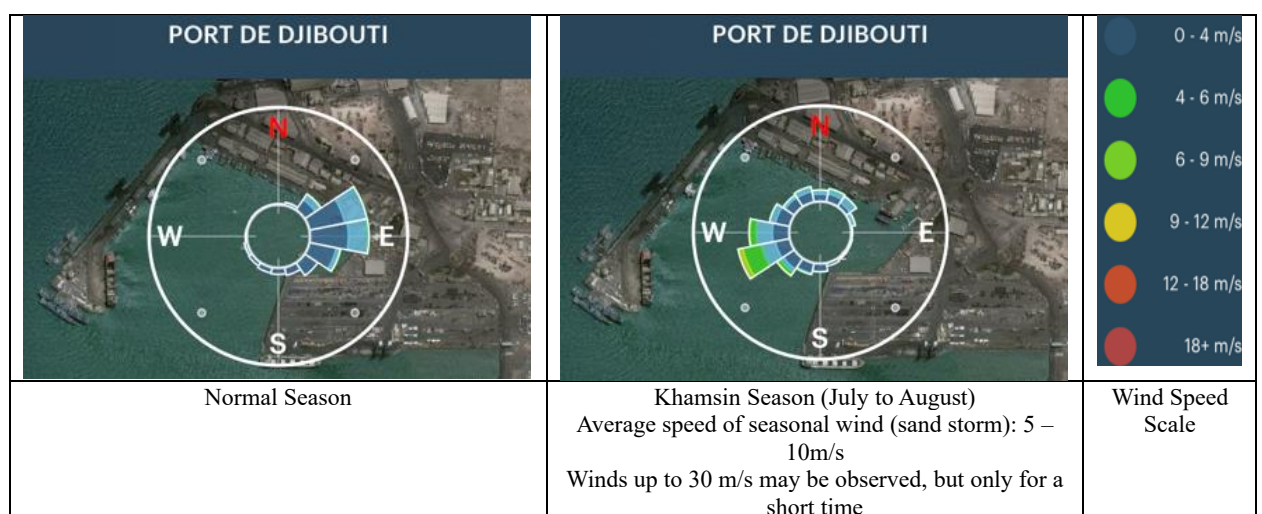 PORT DE DJIBOUTI
N
W
E
S
PORT DE DJIBOUTI
N
W
E
S
0 - 4 m/s
4 - 6 m/s
6 - 9 m/s
9 - 12 m/s
12 - 18 m/s
18+ m/s
Normal Season
Khamsin Season (July to August)
Average speed of seasonal wind (sand storm): 5 –
10m/s
Winds up to 30 m/s may be observed, but only for a
short time
Wind Speed
Scale